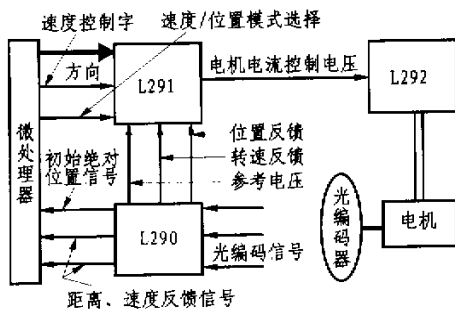 速度控制字
速度/位置模式选择
方向
L291
电机电流控制电压
L292
微处理器
位置反馈
转速反馈
参考电压
初始绝对
位置信号
L290
光编码信号
光编码器
电机
距离、速度反馈信号